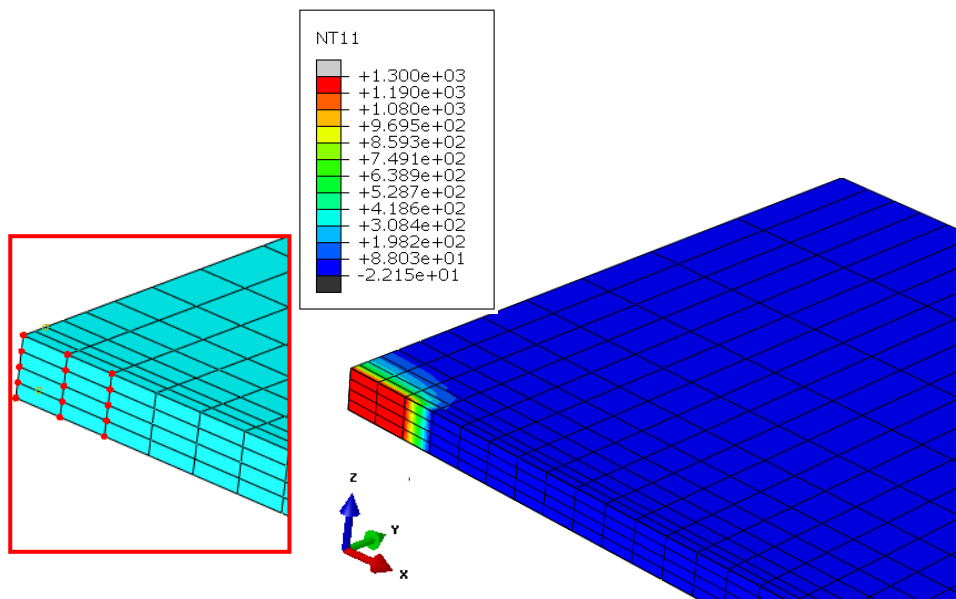 NT11
+1.300e+03
+1.190e+03
+1.080e+03
+9.695e+02
+8.593e+02
+7.491e+02
+6.389e+02
+5.287e+02
+4.186e+02
+3.084e+02
+1.982e+02
+8.803e+01
-2.215e+01
Z
Y
X